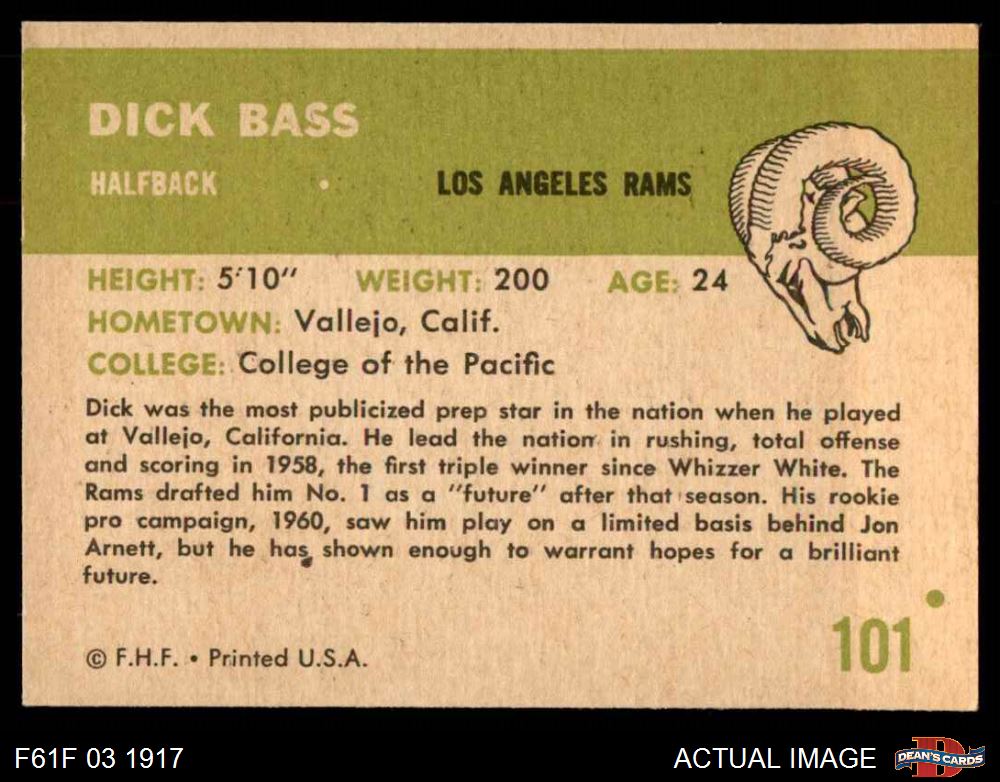 DICK BASS
HALFBACK LOS ANGELES RAMS
HEIGHT: 5'10" WEIGHT: 200 AGE: 24
HOMETOWN: Vallejo, Calif.
COLLEGE: College of the Pacific
Dick was the most publicized prep star in the nation when he played
at Vallejo, California. He lead the nation in rushing, total offense
and scoring in 1958, the first triple winner since Whizzer White. The
Rams drafted him No. 1 as a "future" after that season. His rookie
pro campaign, 1960, saw him play on a limited basis behind Jon
Arnett, but he has shown enough to warrant hopes for a brilliant
future.
101
© F.H.F. • Printed U.S.A.
F61F 03 1917 ACTUAL IMAGE D DEAN'S CARDS